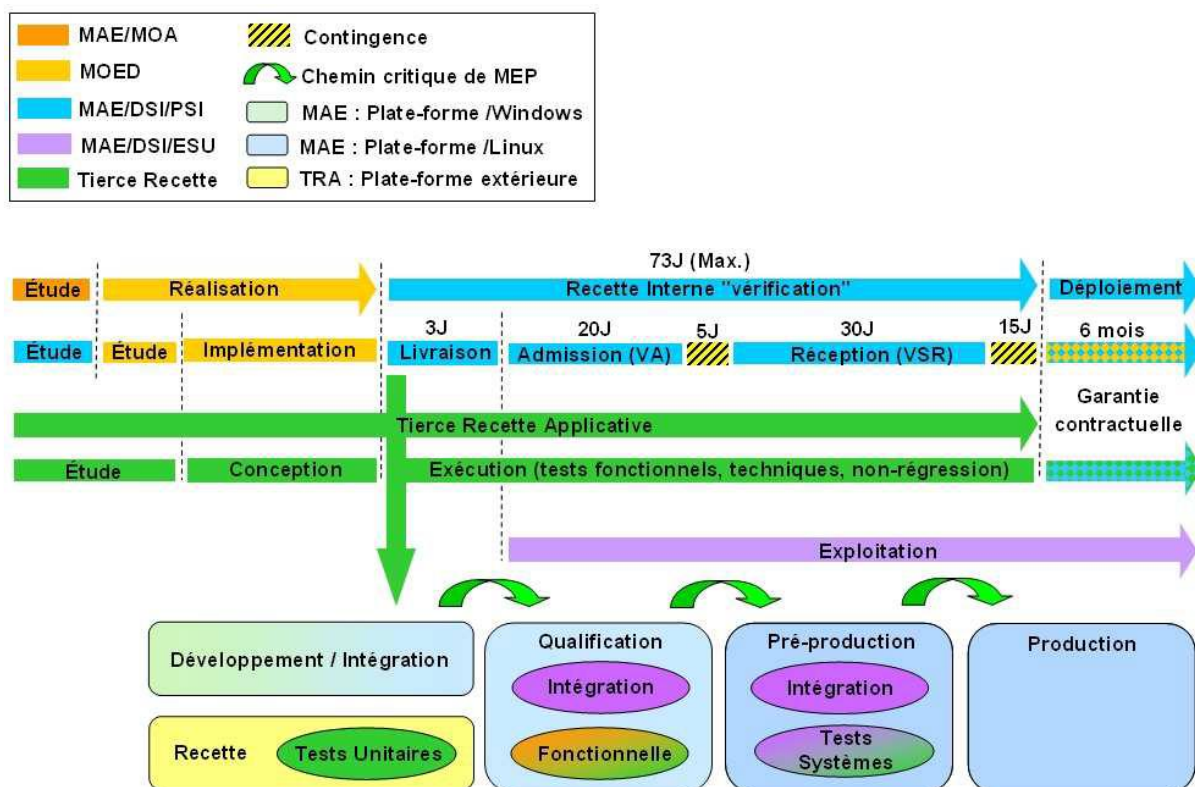 MAE/MOA
MOED
MAE/DSI/PSI
MAE/DSI/ESU
Tierce Recette
Contingence
Chemin critique de MEP
MAE : Plate-forme /Windows
MAE : Plate-forme /Linux
TRA : Plate-forme extérieure
73J (Max.)
Étude
Réalisation
Recette Interne "vérification"
Déploiement
3J
20J
5J
30J
15J
6 mois
Étude
Étude
Implémentation
Livraison
Admission (VA)
Réception (VSR)
Garantie
contractuelle
Tierce Recette Applicative
Étude
Conception
Exécution (tests fonctionnels, techniques, non-régression)
Exploitation
Développement / Intégration
Recette
Tests Unitaires
Qualification
Intégration
Fonctionnelle
Pré-production
Intégration
Tests
Systèmes
Production